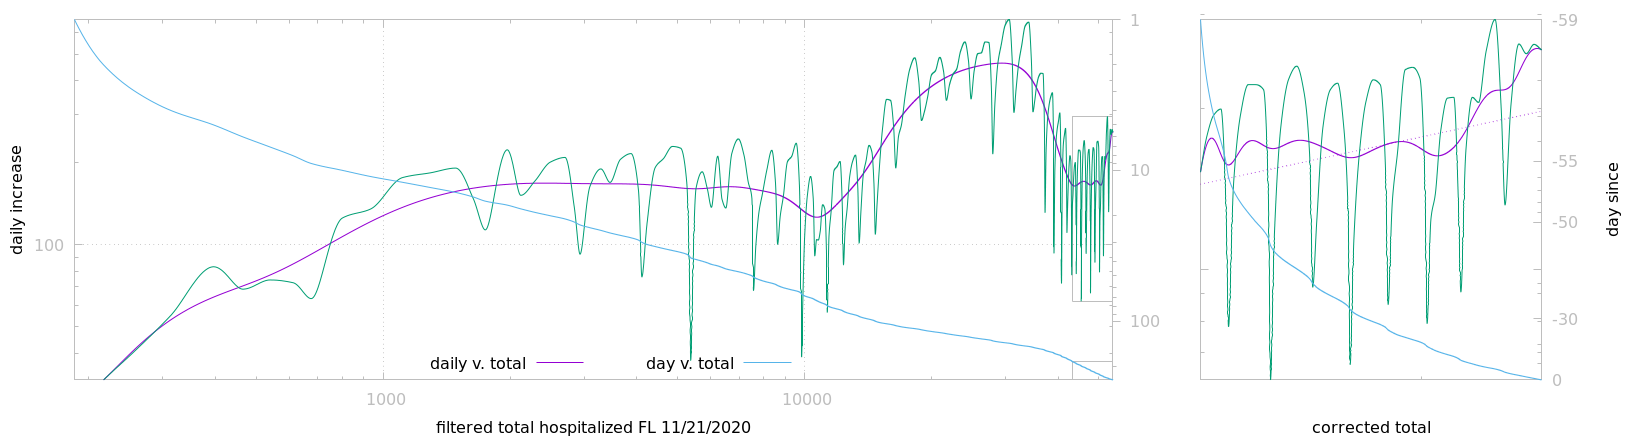 daily increase
100
1000
10000
filtered total hospitalized FL 11/21/2020
daily v. total
day v. total
1
10
100
-59
-55
-50
-30
0
day since
corrected total